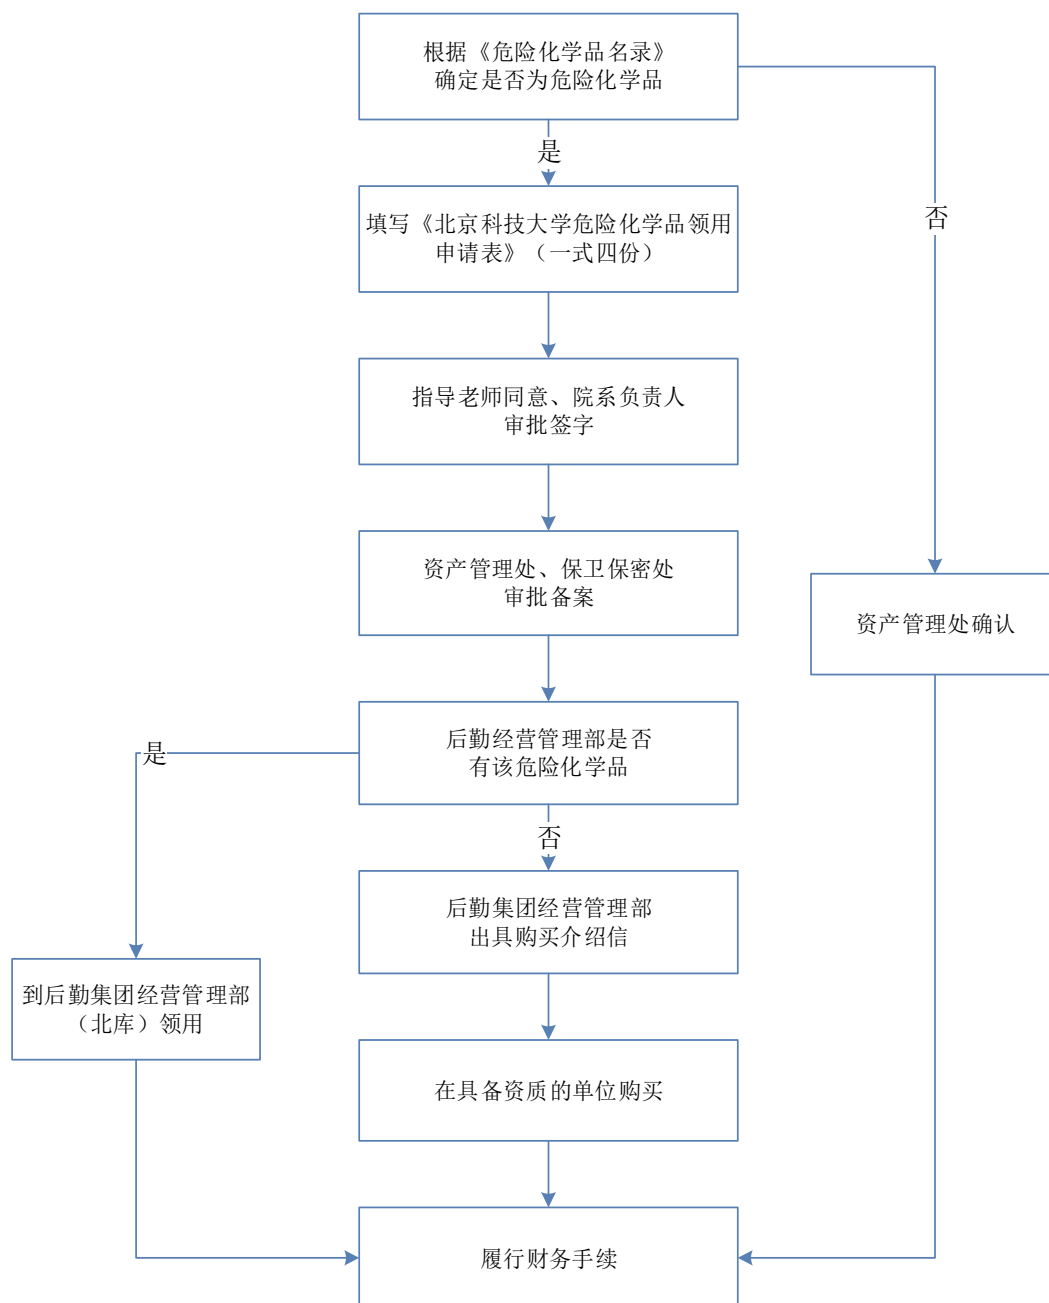 根据《危险化学品名录》
确定是否为危险化学品
是
否
填写《北京科技大学危险化学品领用
申请表》（一式四份）
指导老师同意、院系负责人
审批签字
资产管理处、保卫保密处
审批备案
资产管理处确认
后勤经营管理部是否
有该危险化学品
是
否
后勤集团经营管理部
出具购买介绍信
到后勤集团经营管理部
（北库）领用
在具备资质的单位购买
履行财务手续